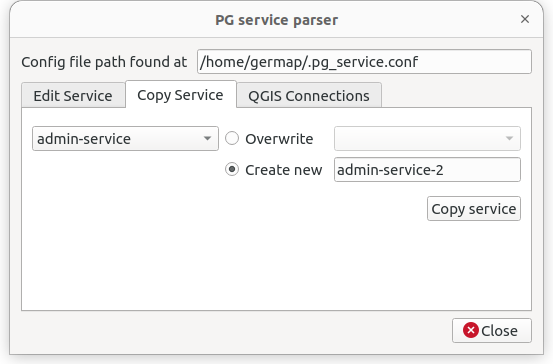 PG service parser
Config file path found at /home/germap/.pg_service.conf
Edit Service Copy Service QGIS Connections
admin-service Overwrite
Create new admin-service-2
Copy service
Close